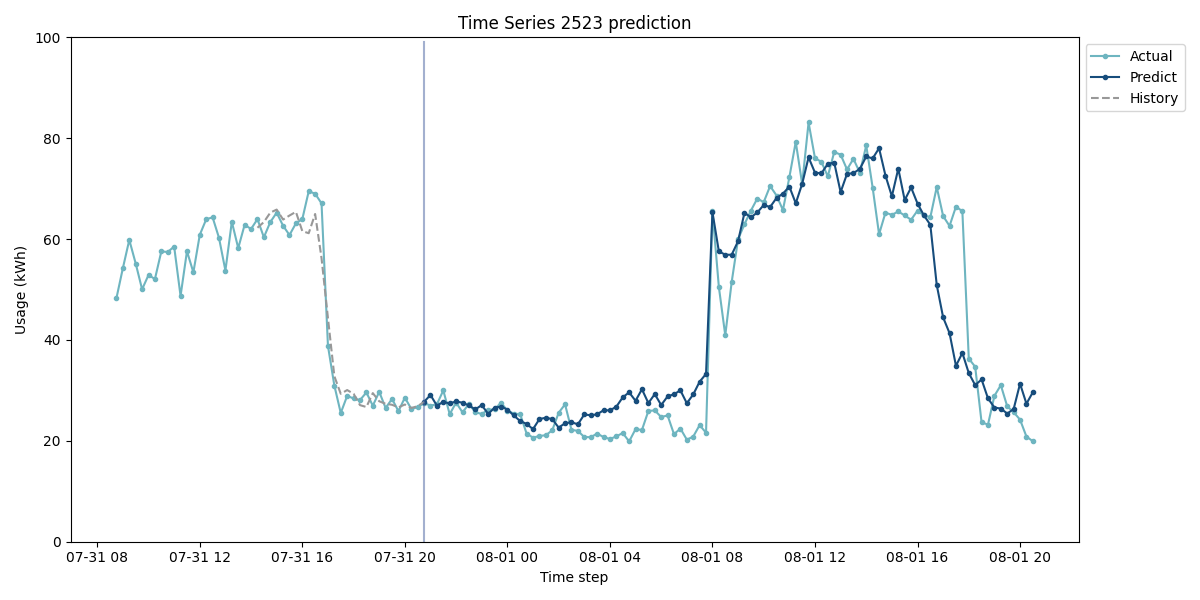 Time Series 2523 prediction
100
80
60
40
20
0
Usage (kWh)
07-31 08
07-31 12
07-31 16
07-31 20
08-01 00
08-01 04
08-01 08
08-01 12
08-01 16
08-01 20
Time step
Actual
Predict
History